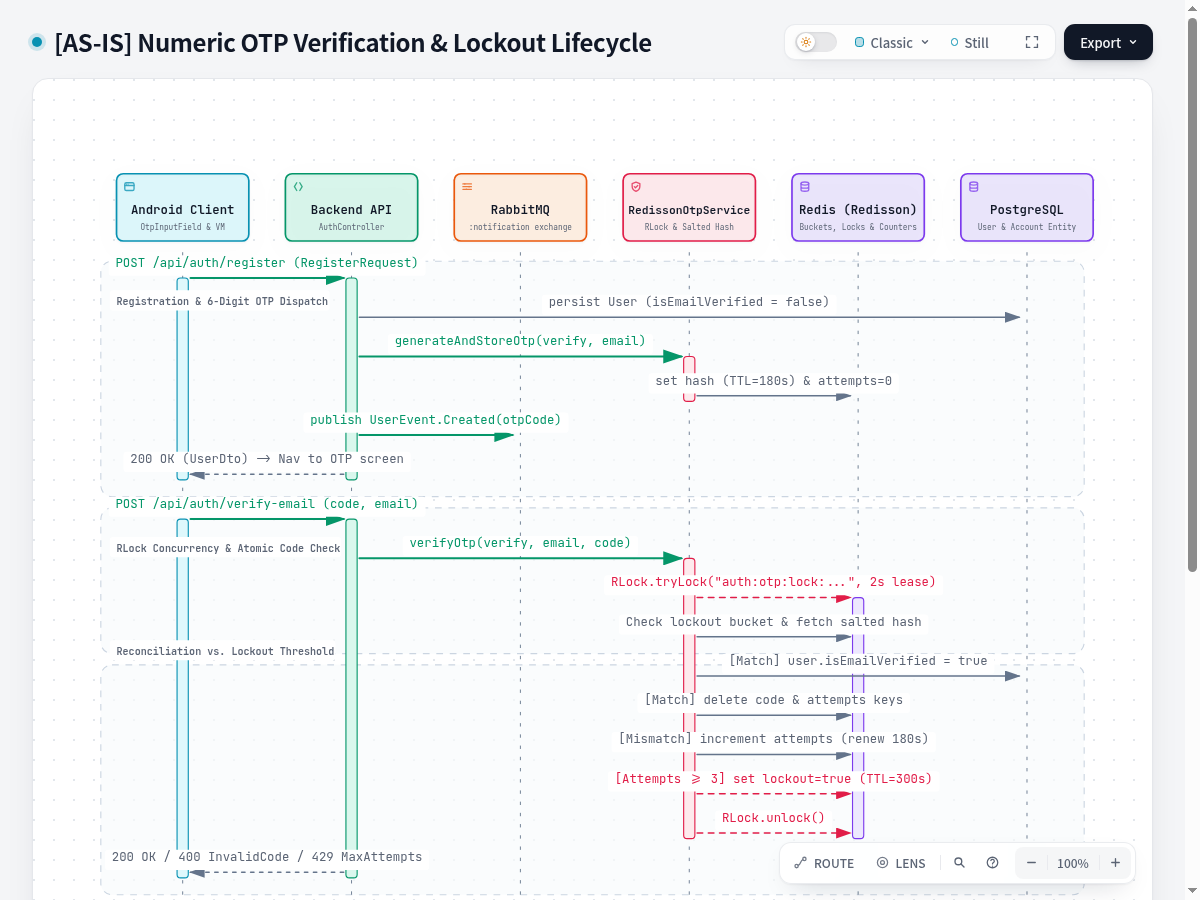 [AS-IS] Numeric OTP Verification & Lockout Lifecycle
Classic
Still
Export
Android Client
OtpInputField & VM
Backend API
AuthController
RabbitMQ
:notification exchange
RedissonOtpService
RLock & Salted Hash
Redis (Redisson)
Buckets, Locks & Counters
PostgreSQL
User & Account Entity
POST /api/auth/register (RegisterRequest)
Registration & 6-Digit OTP Dispatch
persist User (isEmailVerified = false)
generateAndStoreOtp(verify, email)
set hash (TTL=180s) & attempts=0
publish UserEvent.Created(otpCode)
200 OK (UserDto) —> Nav to OTP screen
POST /api/auth/verify-email (code, email)
RLock Concurrency & Atomic Code Check
verifyOtp(verify, email, code)
RLock.tryLock("auth:otp:lock:...", 2s lease)
Check lockout bucket & fetch salted hash
Reconciliation vs. Lockout Threshold
[Match] user.isEmailVerified = true
[Match] delete code & attempts keys
[Mismatch] increment attempts (renew 180s)
[Attempts ⩾ 3] set lockout=true (TTL=300s)
RLock.unlock()
200 OK / 400 InvalidCode / 429 MaxAttempts
ROUTE
LENS
100%